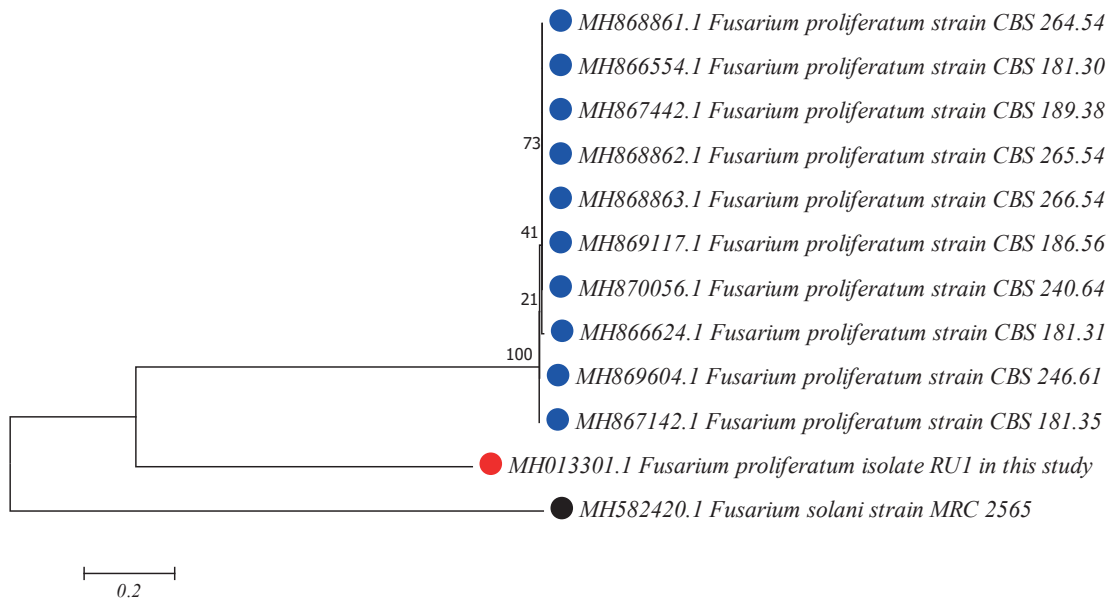 MH868861.1 Fusarium proliferatum strain CBS 264.54
MH866554.1 Fusarium proliferatum strain CBS 181.30
MH867442.1 Fusarium proliferatum strain CBS 189.38
73
MH868862.1 Fusarium proliferatum strain CBS 265.54
MH868863.1 Fusarium proliferatum strain CBS 266.54
41
MH869117.1 Fusarium proliferatum strain CBS 186.56
MH870056.1 Fusarium proliferatum strain CBS 240.64
21
MH866624.1 Fusarium proliferatum strain CBS 181.31
100
MH869604.1 Fusarium proliferatum strain CBS 246.61
MH867142.1 Fusarium proliferatum strain CBS 181.35
MH013301.1 Fusarium proliferatum isolate RU1 in this study
MH582420.1 Fusarium solani strain MRC 2565
0.2